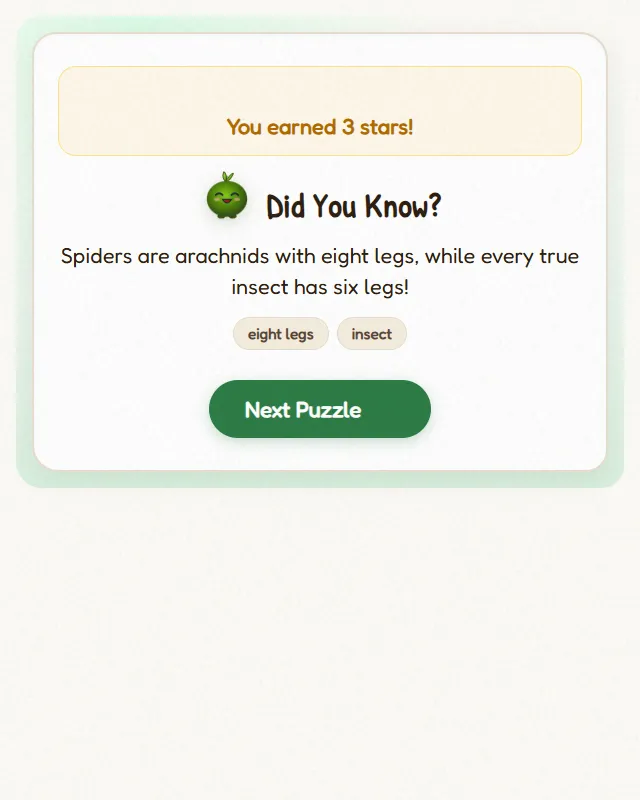 You earned 3 stars!
Did You Know?
Spiders are arachnids with eight legs, while every true
insect has six legs!
eight legs
insect
Next Puzzle